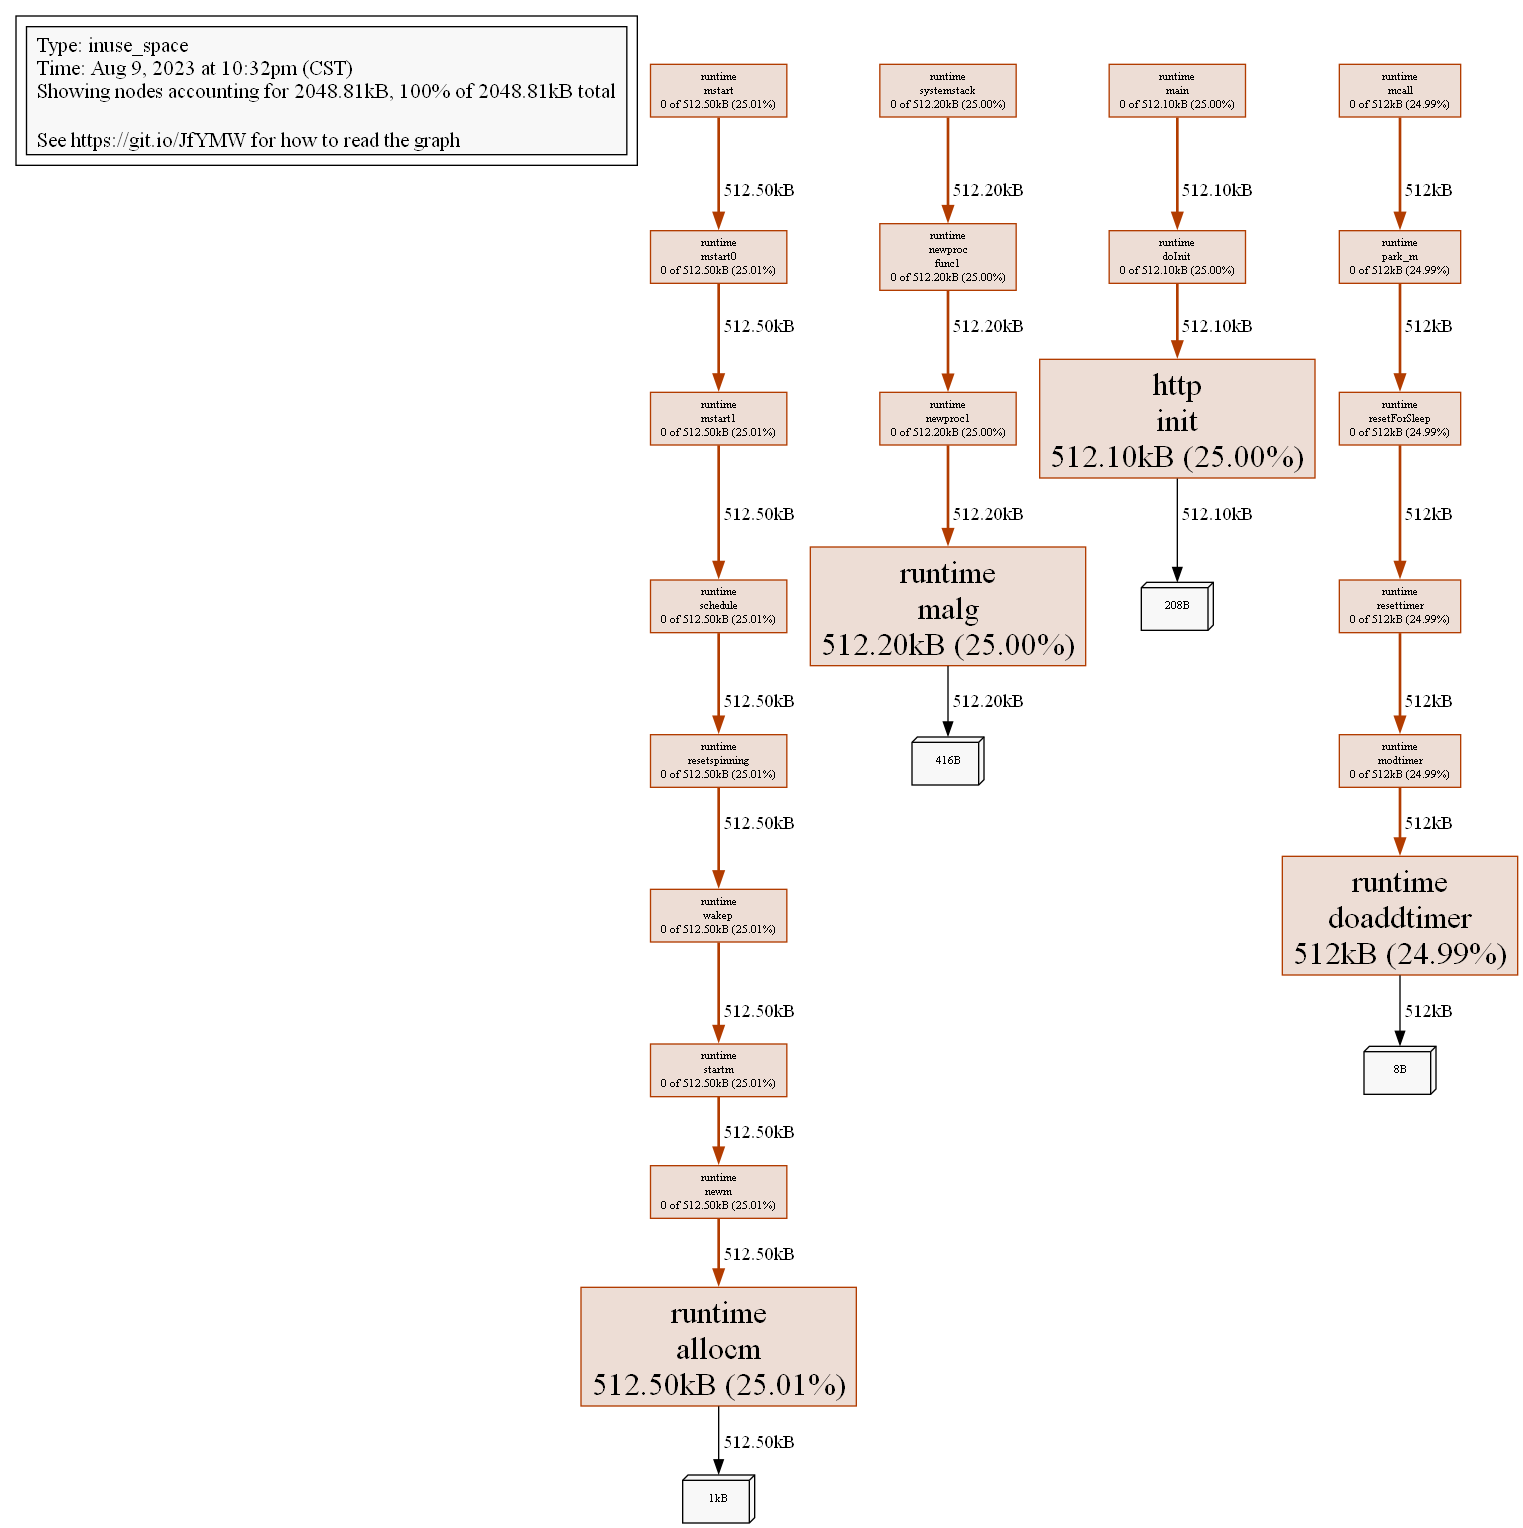 Type: inuse_space
Time: Aug 9, 2023 at 10:32pm (CST)
Showing nodes accounting for 2048.81kB, 100% of 2048.81kB total
See https://git.io/JfYMW for how to read the graph
runtime
mstart
0 of 512.50kB (25.01%)
512.50kB
runtime
mstart0
0 of 512.50kB (25.01%)
512.50kB
runtime
mstart1
0 of 512.50kB (25.01%)
512.50kB
runtime
schedule
0 of 512.50kB (25.01%)
512.50kB
runtime
resetspinning
0 of 512.50kB (25.01%)
512.50kB
runtime
wakep
0 of 512.50kB (25.01%)
512.50kB
runtime
startm
0 of 512.50kB (25.01%)
512.50kB
runtime
newm
0 of 512.50kB (25.01%)
512.50kB
runtime
allocm
512.50kB (25.01%)
512.50kB
1kB
runtime
systemstack
0 of 512.20kB (25.00%)
512.20kB
runtime
newproc
func1
0 of 512.20kB (25.00%)
512.20kB
runtime
newproc1
0 of 512.20kB (25.00%)
512.20kB
runtime
malg
512.20kB (25.00%)
512.20kB
416B
runtime
main
0 of 512.10kB (25.00%)
512.10kB
runtime
doInit
0 of 512.10kB (25.00%)
512.10kB
http
init
512.10kB (25.00%)
512.10kB
208B
runtime
mcall
0 of 512kB (24.99%)
512kB
runtime
park_m
0 of 512kB (24.99%)
512kB
runtime
resetForSleep
0 of 512kB (24.99%)
512kB
runtime
resettimer
0 of 512kB (24.99%)
512kB
runtime
modtimer
0 of 512kB (24.99%)
512kB
runtime
doaddtimer
512kB (24.99%)
512kB
8B